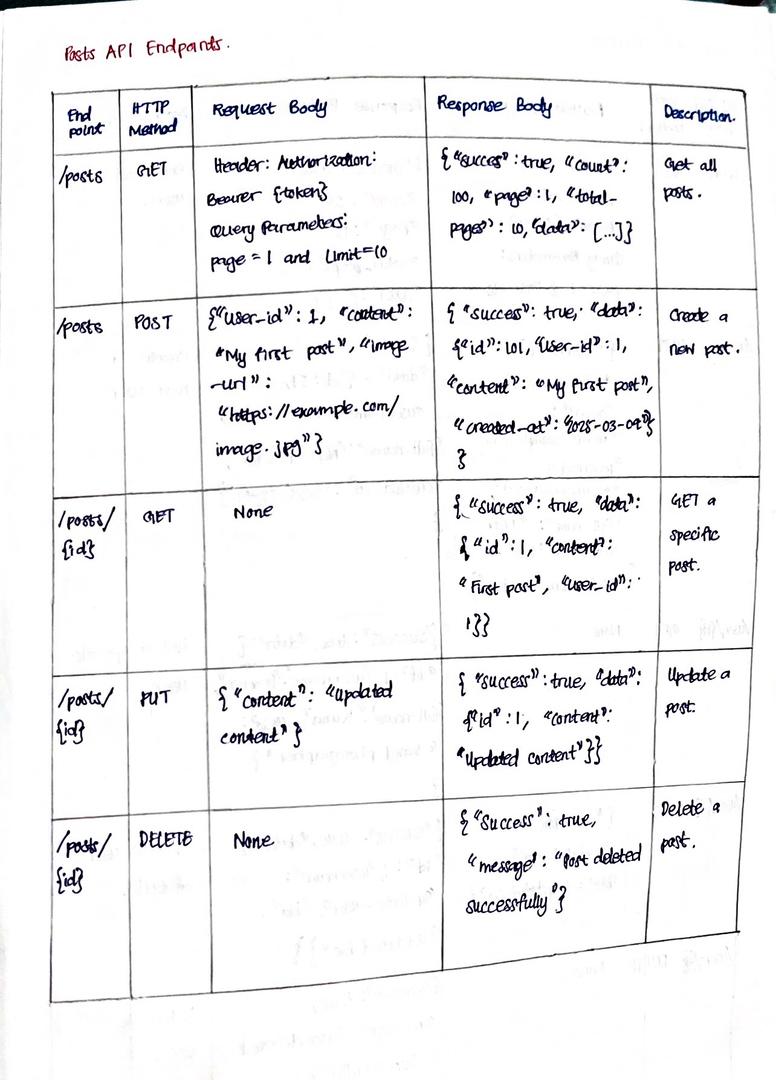 Posts API Endpoints.
End point
HTTP Method
Request Body
Response Body
Description.
/posts
GET
Header: Authorization:
Bearer {token}
Query Parameters:
page = 1 and Limit=10
{ "succes" : true, "count":
100, "page" : 1, "total-
pages" : 10, "data": [...]}
Get all
posts.
/posts
POST
{"user-id" : 1, "content":
"My first post", "image
-url" :
"https://example.com/
image.jpg"}
{ "success": true, "data":
{"id": 101, "user-id" : 1,
"content": "My first post",
"created-at": "2025-03-09"}
}
Create a
new post.
/posts/
{id}
GET
None
{ "success": true, "data":
{ "id": 1, "content":
"First post", "user-id":
1}}
GET a
specific
post.
/posts/
{id}
PUT
{ "content": "Updated
content" }
{ "success" : true, "data":
{"id" : 1, "content":
"Updated content"}}
Update a
post.
/posts/
{id}
DELETE
None
{ "Success": true,
"message": "Post deleted
successfully"}
Delete a
post.